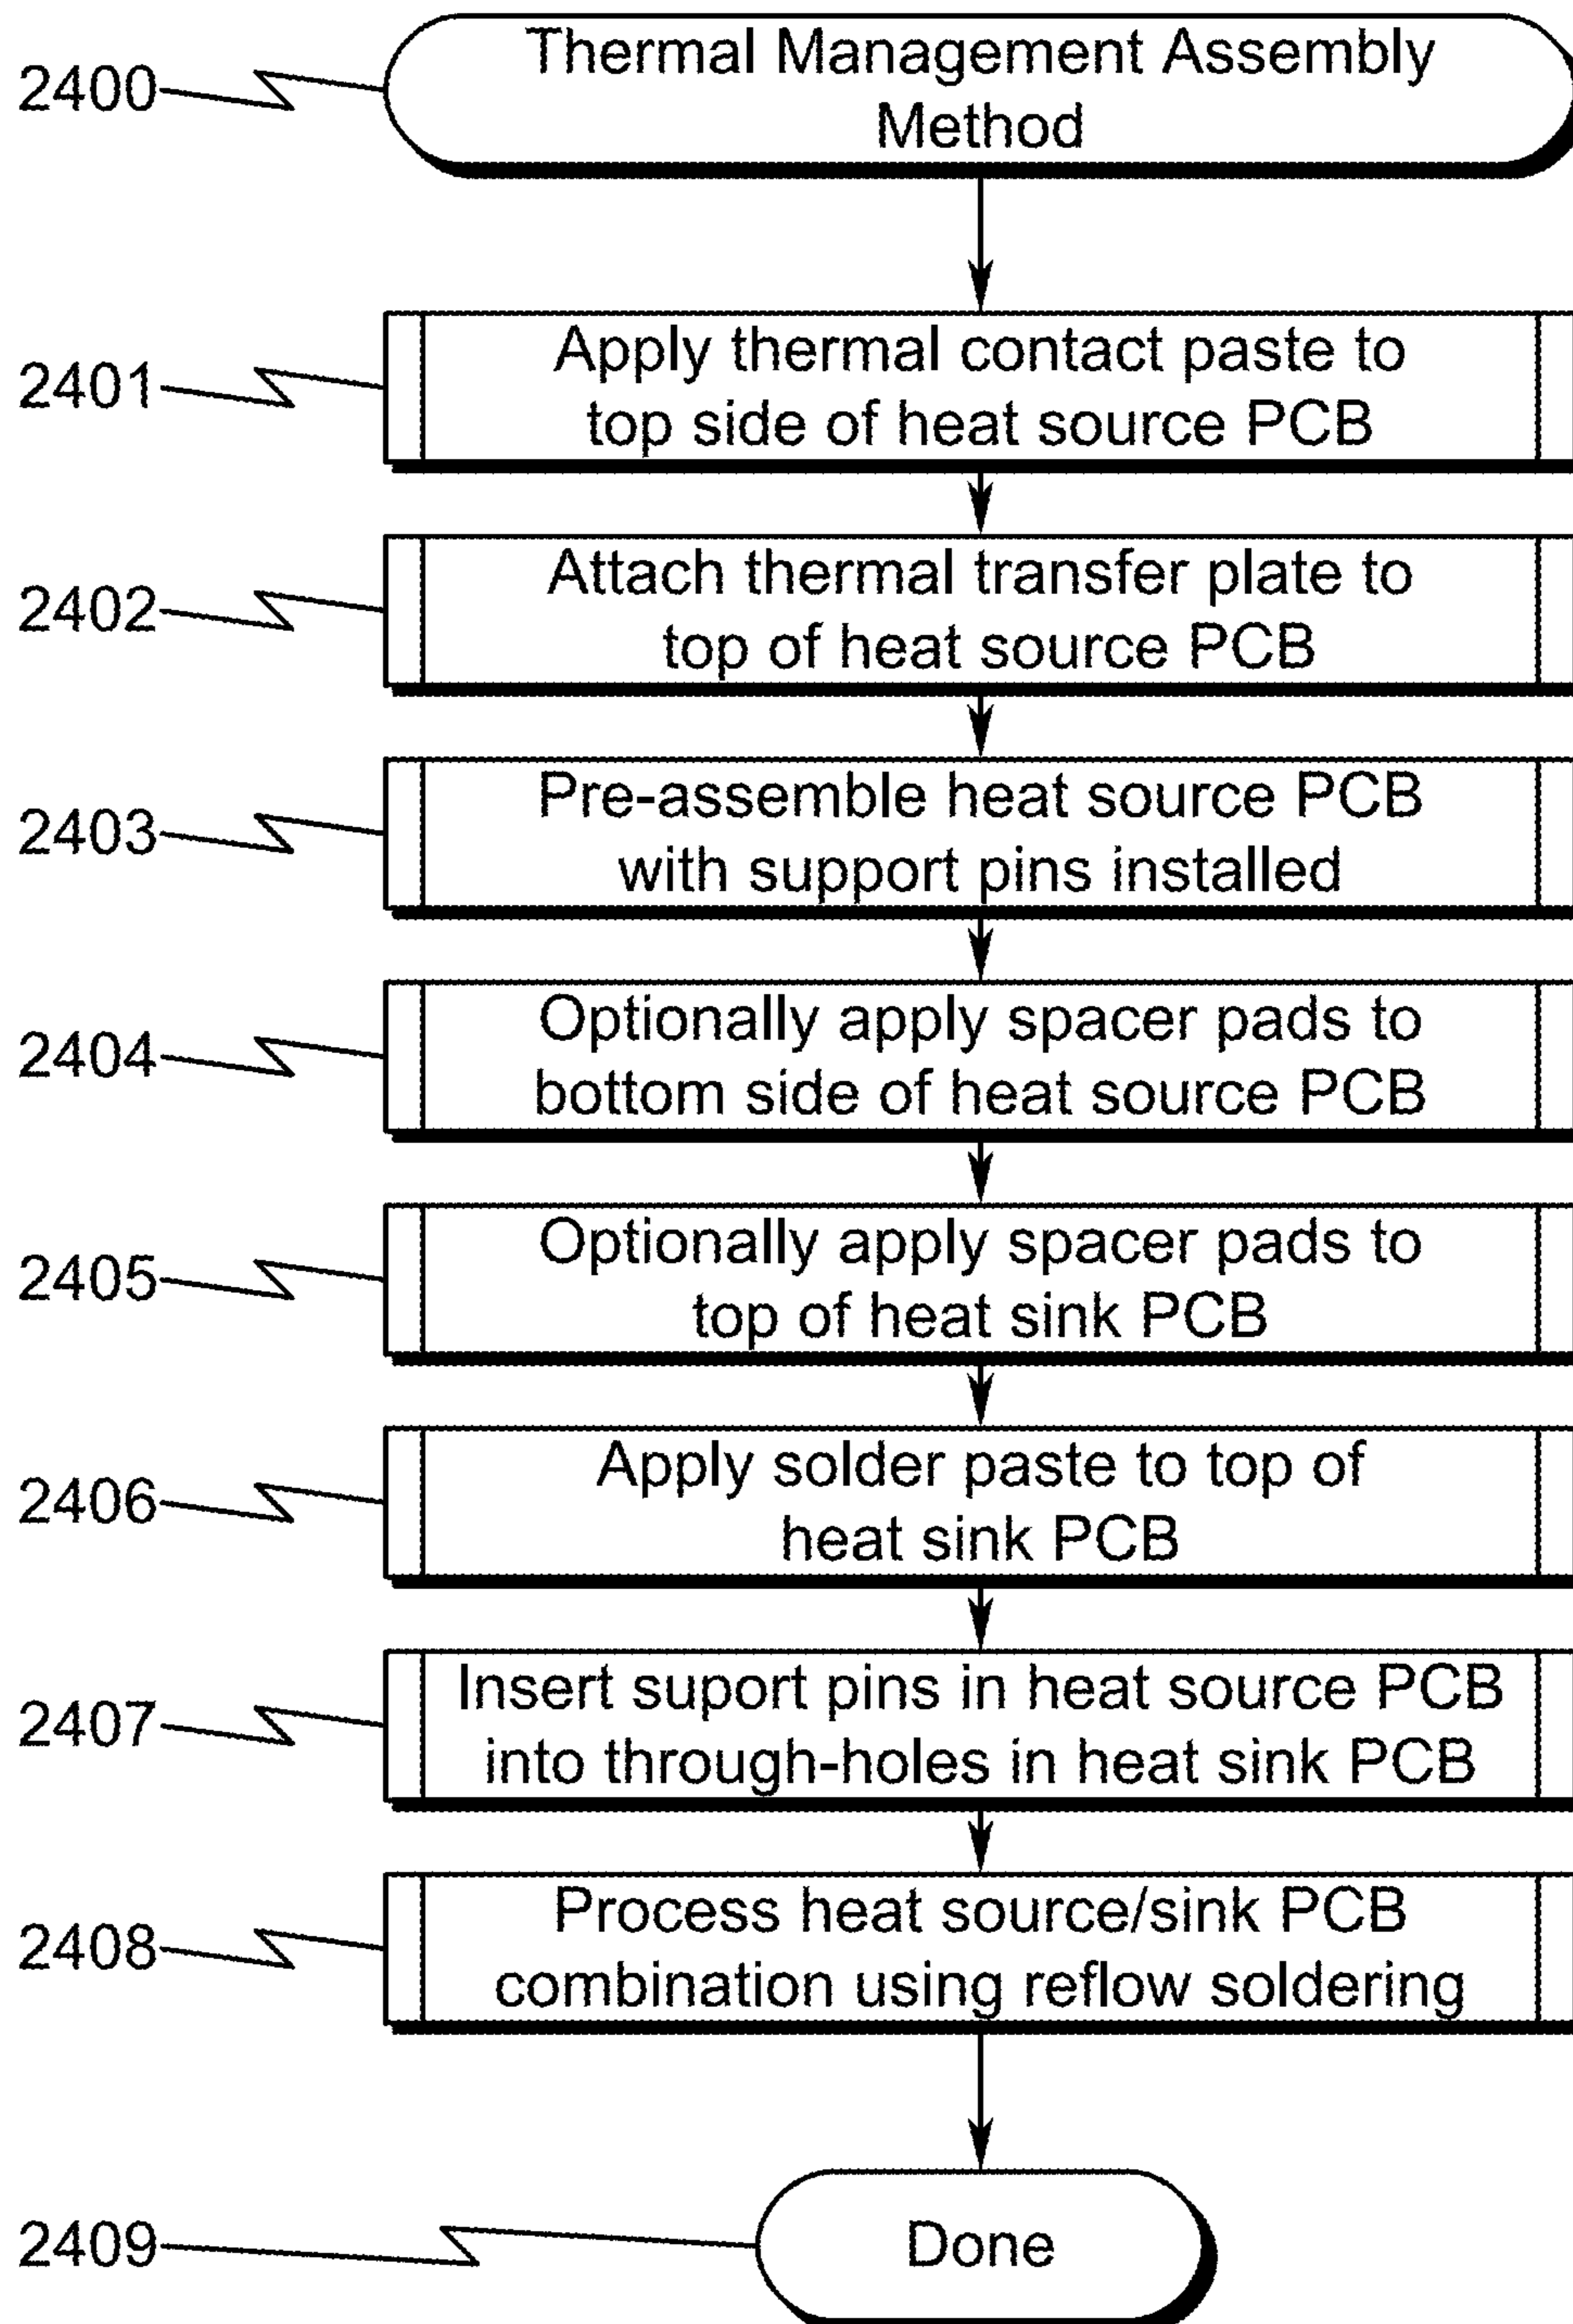 2400
Thermal Management Assembly
Method
2401
Apply thermal contact paste to
top side of heat source PCB
2402
Attach thermal transfer plate to
top of heat source PCB
2403
Pre-assemble heat source PCB
with support pins installed
2404
Optionally apply spacer pads to
bottom side of heat source PCB
2405
Optionally apply spacer pads to
top of heat sink PCB
2406
Apply solder paste to top of
heat sink PCB
2407
Insert suport pins in heat source PCB
into through-holes in heat sink PCB
2408
Process heat source/sink PCB
combination using reflow soldering
2409
Done